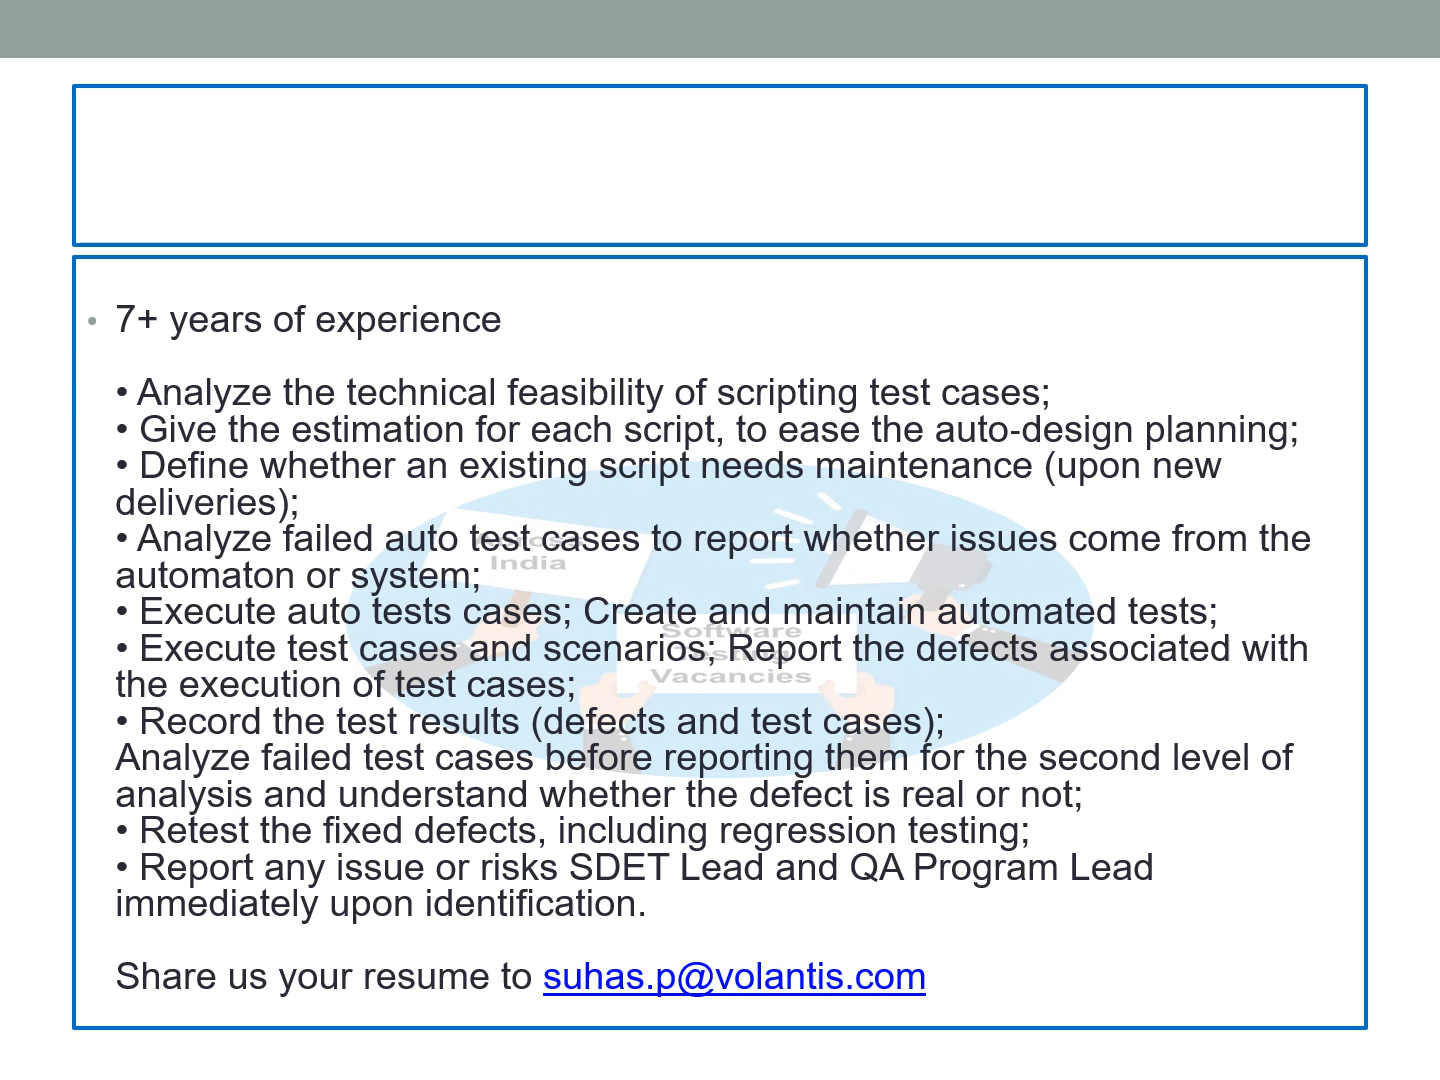 • 7+ years of experience
• Analyze the technical feasibility of scripting test cases;
• Give the estimation for each script, to ease the auto-design planning;
• Define whether an existing script needs maintenance (upon new
deliveries);
• Analyze failed auto test cases to report whether issues come from the
automaton or system;
• Execute auto tests cases; Create and maintain automated tests;
• Execute test cases and scenarios; Report the defects associated with
the execution of test cases;
• Record the test results (defects and test cases);
Analyze failed test cases before reporting them for the second level of
analysis and understand whether the defect is real or not;
• Retest the fixed defects, including regression testing;
• Report any issue or risks SDET Lead and QA Program Lead
immediately upon identification.
Share us your resume to suhas.p@volantis.com
Across
India
Software
Testing
Vacancies